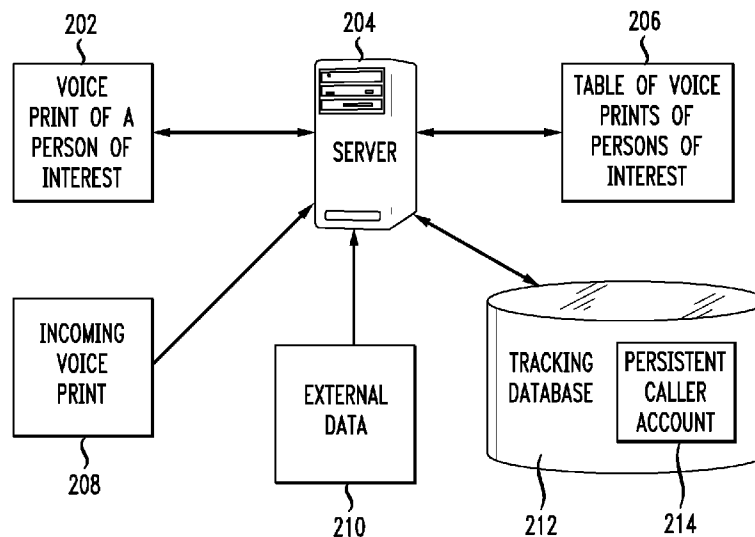 202
VOICE
PRINT OF A
PERSON OF
INTEREST
204
SERVER
206
TABLE OF VOICE
PRINTS OF
PERSONS OF
INTEREST
INCOMING
VOICE
PRINT
208
EXTERNAL
DATA
210
TRACKING
DATABASE
PERSISTENT
CALLER
ACCOUNT
212
214